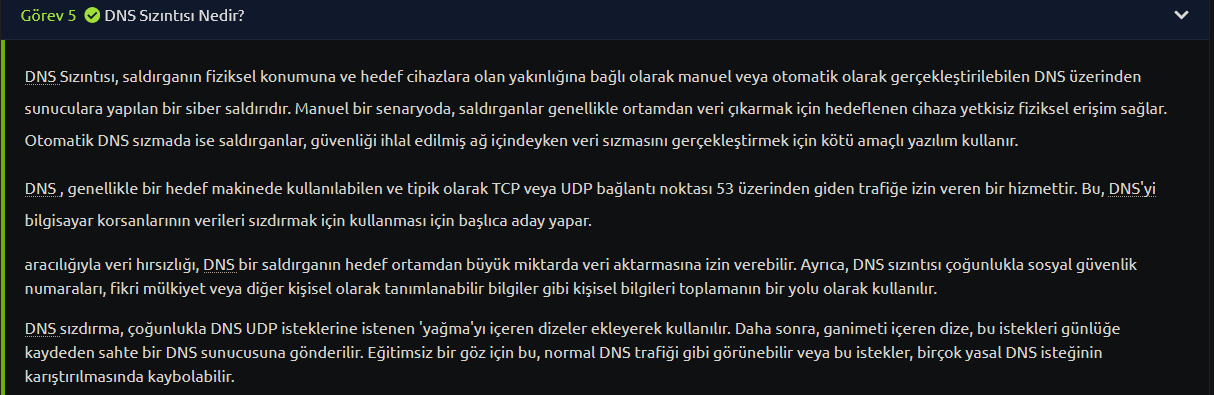 Görev 5 DNS Sızıntısı Nedir?
DNS Sızıntısı, saldırganın fiziksel konumuna ve hedef cihazlara olan yakınlığına bağlı olarak manuel veya otomatik olarak gerçekleştirilebilen DNS üzerinden
sunuculara yapılan bir siber saldırıdır. Manuel bir senaryoda, saldırganlar genellikle ortamdan veri çıkarmak için hedeflenen cihaza yetkisiz fiziksel erişim sağlar.
Otomatik DNS sızmada ise saldırganlar, güvenliği ihlal edilmiş ağ içindeyken veri sızmasını gerçekleştirmek için kötü amaçlı yazılım kullanır.
DNS , genellikle bir hedef makinede kullanılabilen ve tipik olarak TCP veya UDP bağlantı noktası 53 üzerinden giden trafiğe izin veren bir hizmettir. Bu, DNS'yi
bilgisayar korsanlarının verileri sızdırmak için kullanması için başlıca aday yapar.
aracılığıyla veri hırsızlığı, DNS bir saldırganın hedef ortamdan büyük miktarda veri aktarmasına izin verebilir. Ayrıca, DNS sızıntısı çoğunlukla sosyal güvenlik
numaraları, fikri mülkiyet veya diğer kişisel olarak tanımlanabilir bilgiler gibi kişisel bilgileri toplamanın bir yolu olarak kullanılır.
DNS sızdırma, çoğunlukla DNS UDP isteklerine istenen 'yağma'yı içeren dizeler ekleyerek kullanılır. Daha sonra, ganimeti içeren dize, bu istekleri günlüğe
kaydeden sahte bir DNS sunucusuna gönderilir. Eğitimsiz bir göz için bu, normal DNS trafiği gibi görünebilir veya bu istekler, birçok yasal DNS isteğinin
karıştırılmasında kaybolabilir.